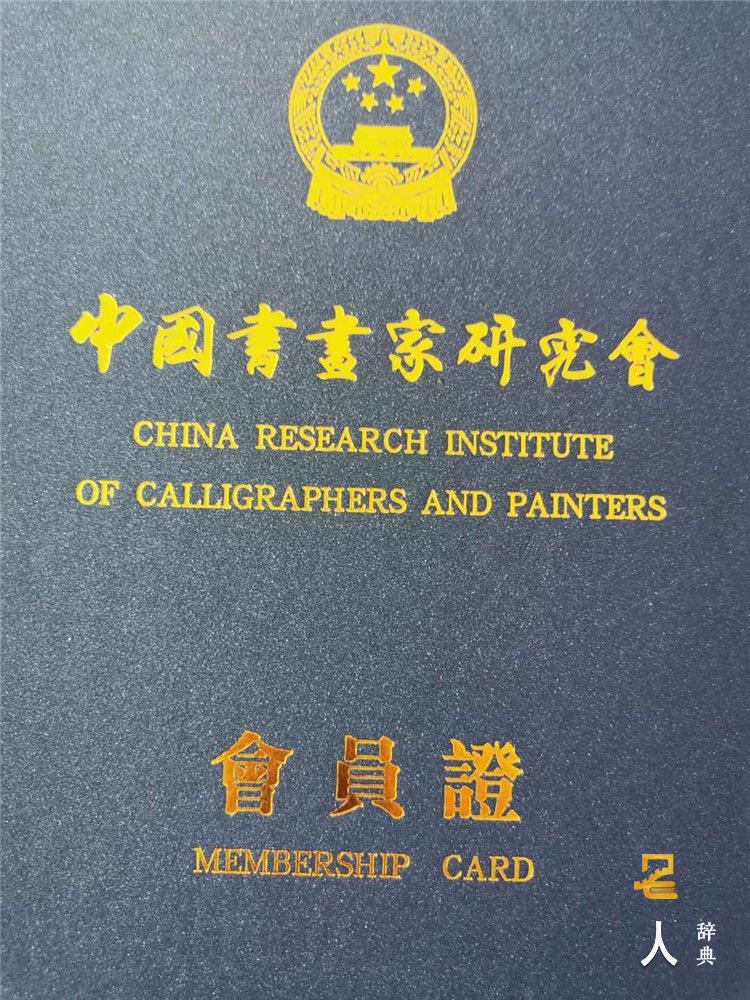 中國書畫家研究會
CHINA RESEARCH INSTITUTE
OF CALLIGRAPHERS AND PAINTERS
會員證
MEMBERSHIP CARD
人 辞典